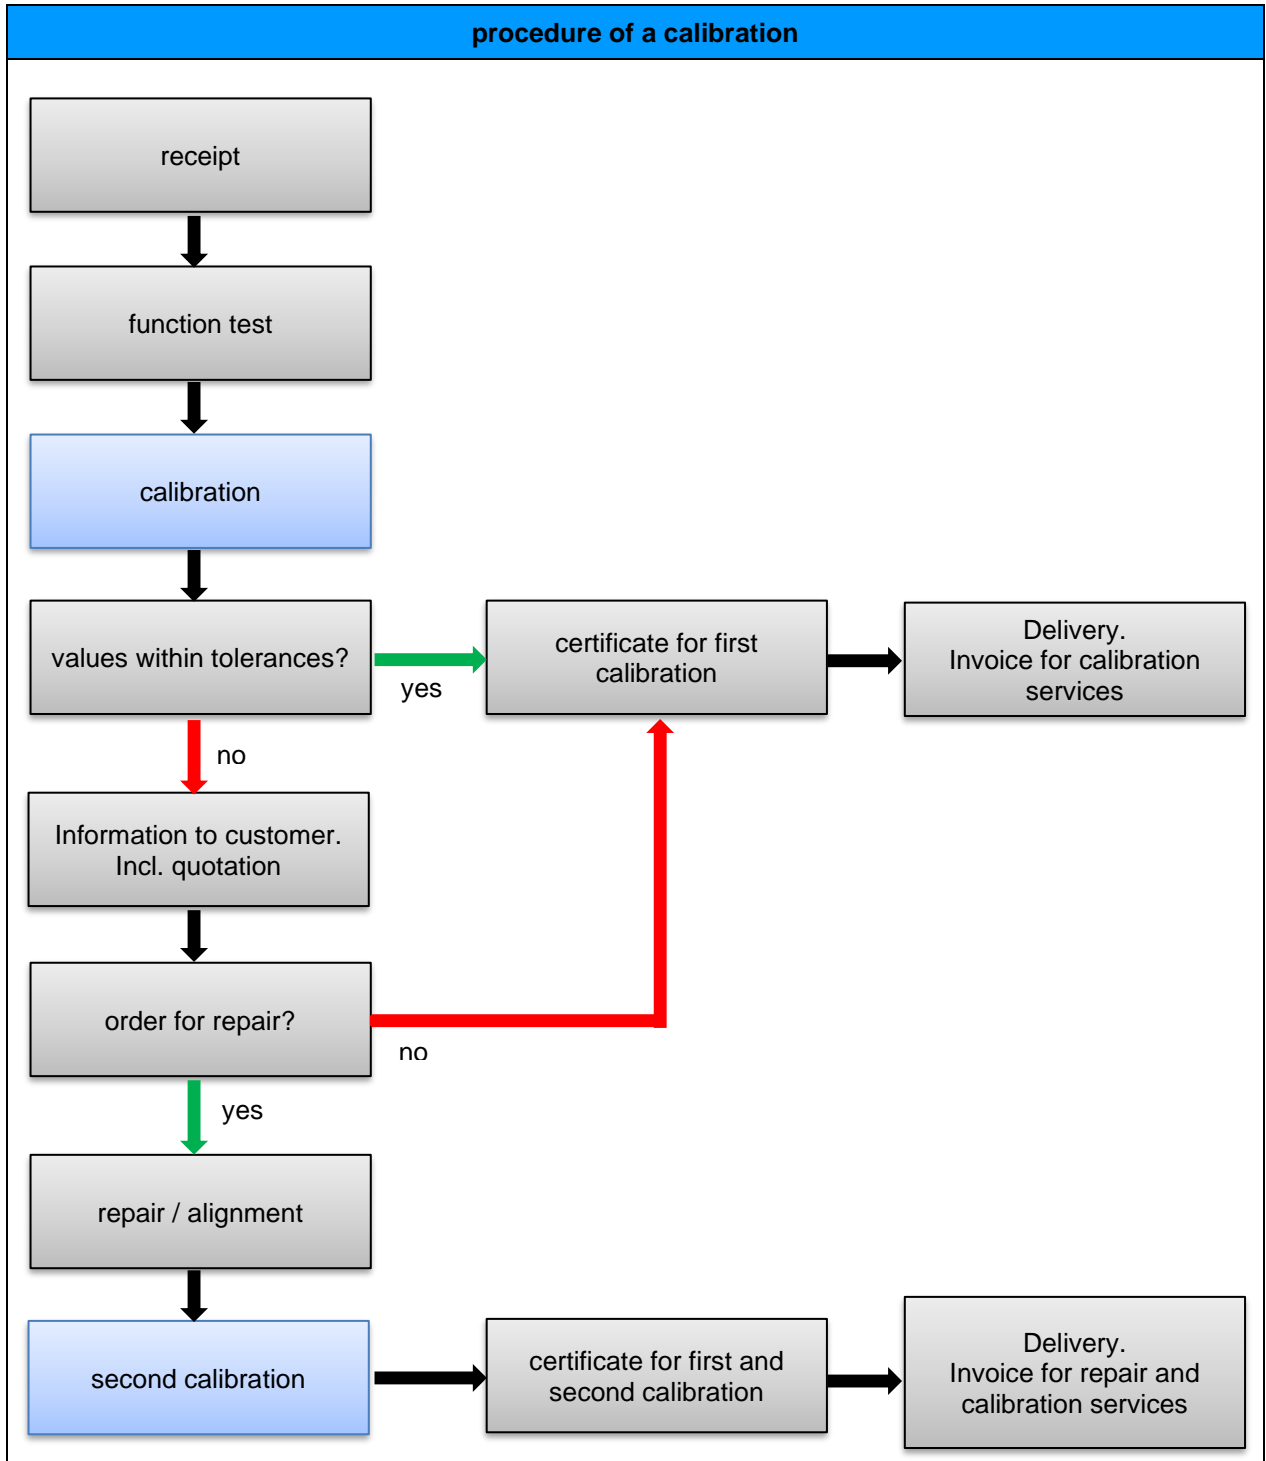 procedure of a calibration
receipt
function test
calibration
values within tolerances?
yes
certificate for first
calibration
Delivery.
Invoice for calibration
services
no
Information to customer.
Incl. quotation
order for repair?
no
yes
repair / alignment
second calibration
certificate for first and
second calibration
Delivery.
Invoice for repair and
calibration services